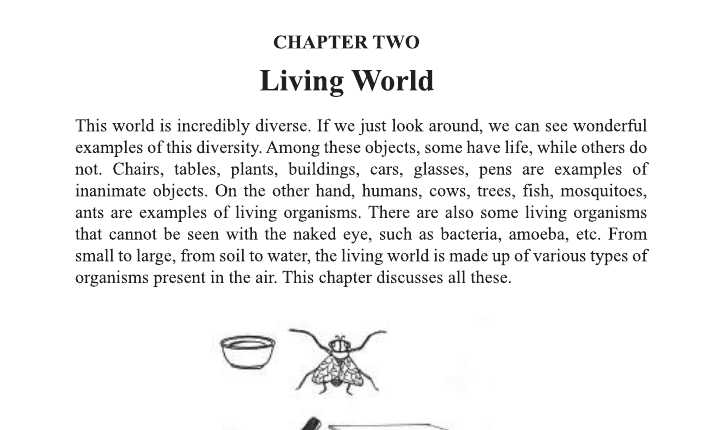 CHAPTER TWO
Living World
This world is incredibly diverse. If we just look around, we can see wonderful
examples of this diversity. Among these objects, some have life, while others do
not. Chairs, tables, plants, buildings, cars, glasses, pens are examples of
inanimate objects. On the other hand, humans, cows, trees, fish, mosquitoes,
ants are examples of living organisms. There are also some living organisms
that cannot be seen with the naked eye, such as bacteria, amoeba, etc. From
small to large, from soil to water, the living world is made up of various types of
organisms present in the air. This chapter discusses all these.